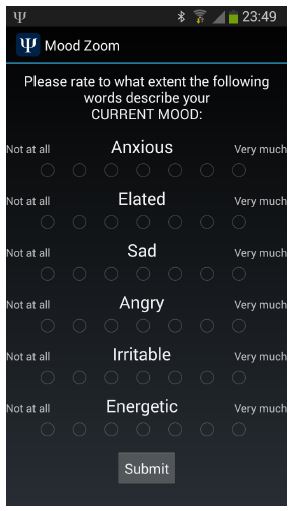 Ψ 23:49
Ψ Mood Zoom
Please rate to what extent the following
words describe your
CURRENT MOOD:
Not at all Anxious Very much
Not at all Elated Very much
Not at all Sad Very much
Not at all Angry Very much
Not at all Irritable Very much
Not at all Energetic Very much
Submit